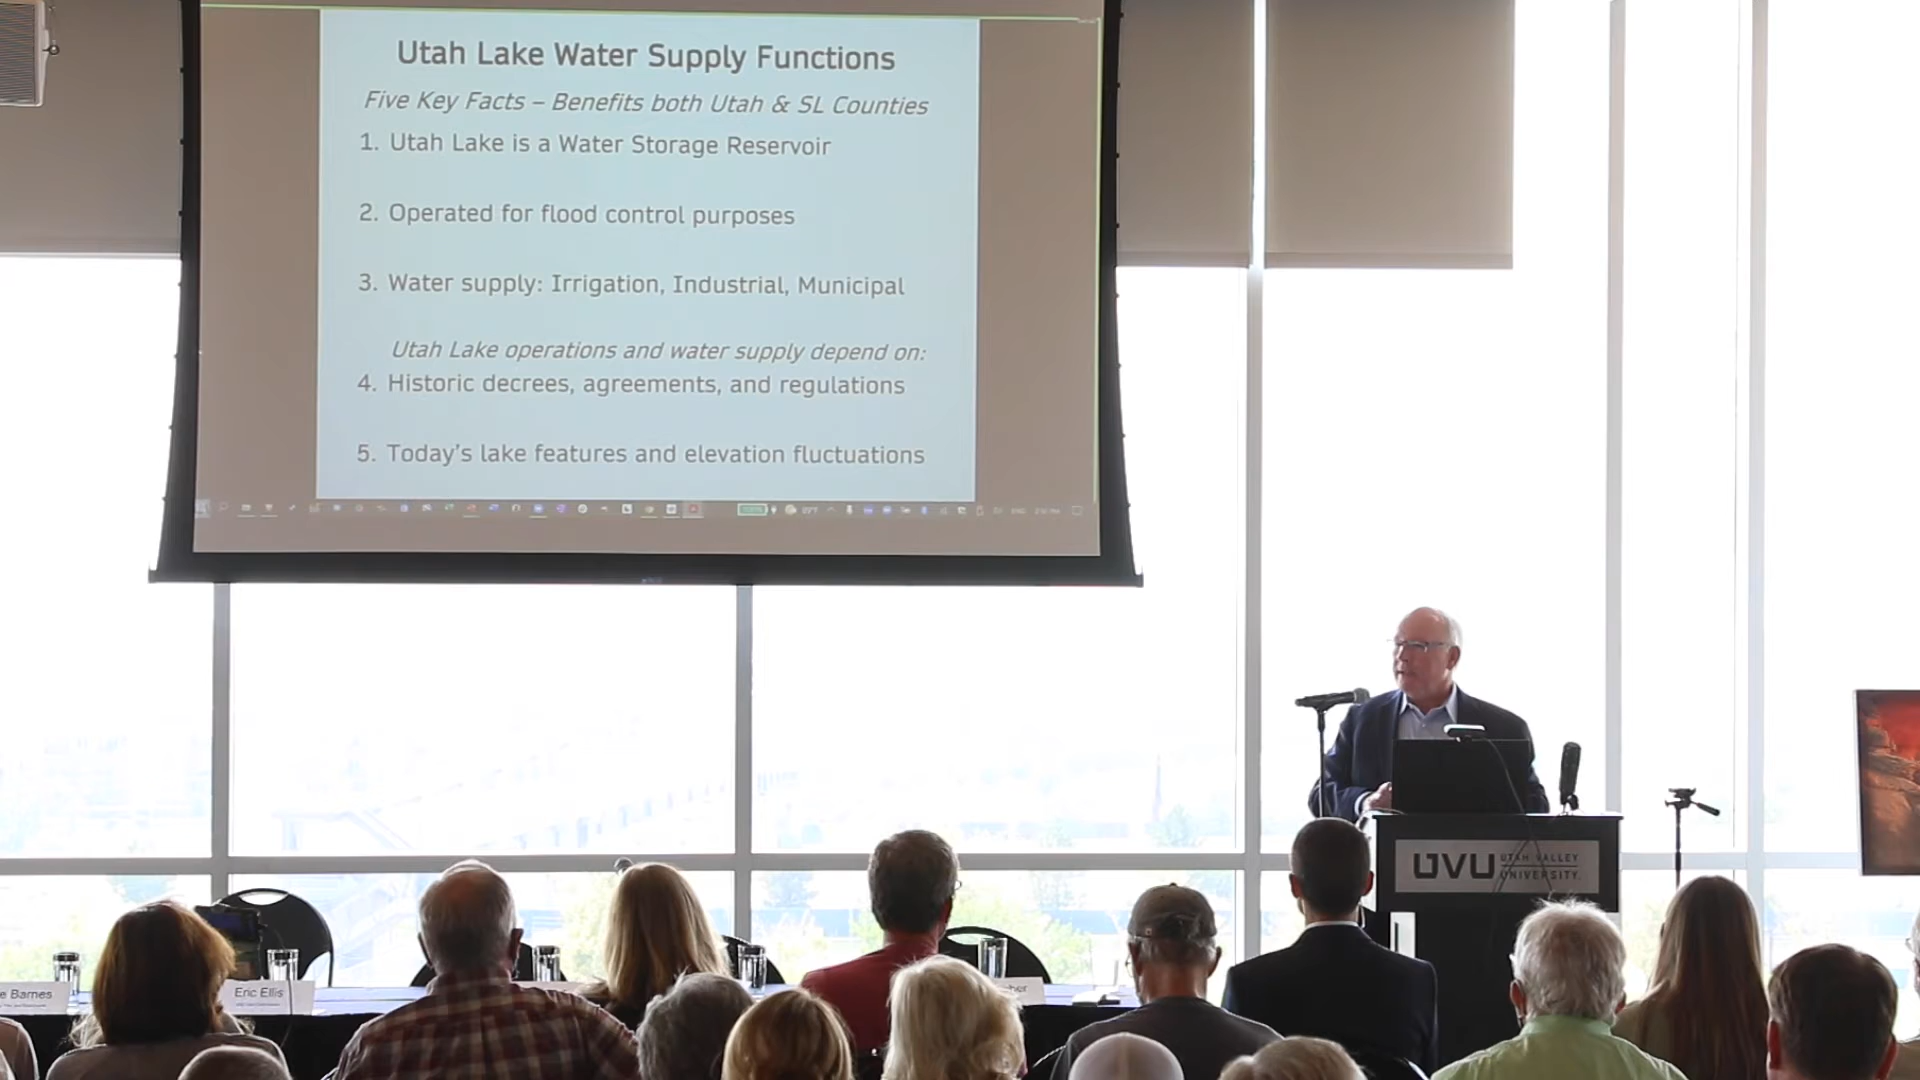 Utah Lake Water Supply Functions
Five Key Facts – Benefits both Utah & SL Counties
1. Utah Lake is a Water Storage Reservoir
2. Operated for flood control purposes
3. Water supply: Irrigation, Industrial, Municipal
Utah Lake operations and water supply depend on:
4. Historic decrees, agreements, and regulations
5. Today's lake features and elevation fluctuations
UVU UTAH VALLEY
UNIVERSITY.
Barnes
Eric Ellis